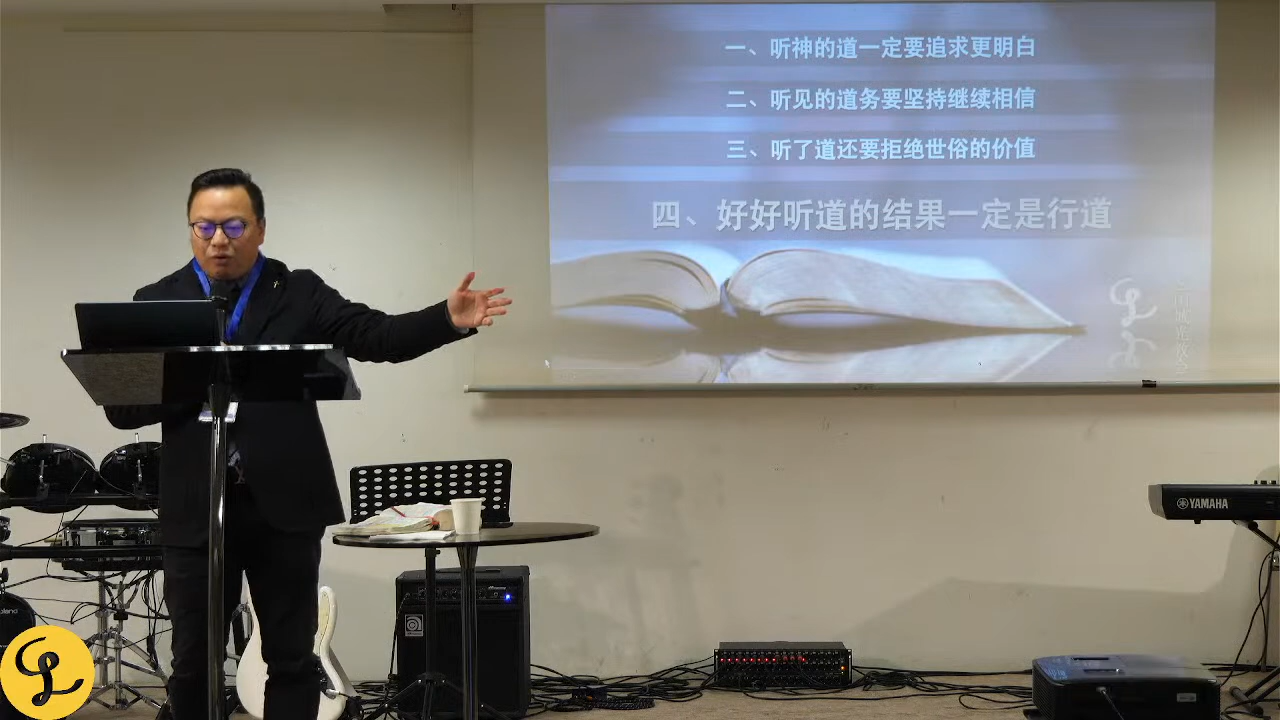 一、听神的道一定要追求更明白
二、听见的道务要坚持继续相信
三、听了道还要拒绝世俗的价值
四、好好听道的结果一定是行道
YAMAHA